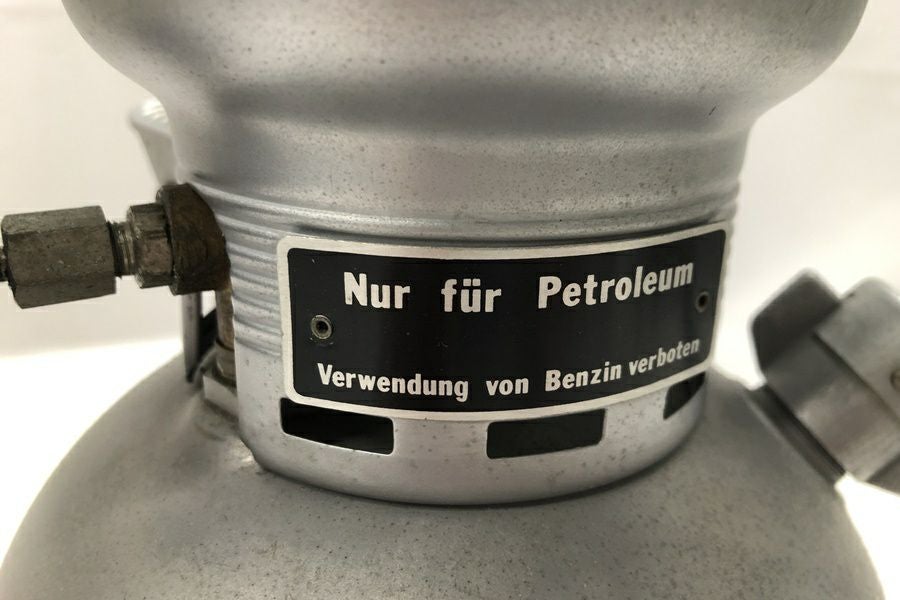 Nur für Petroleum
Verwendung von Benzin verboten